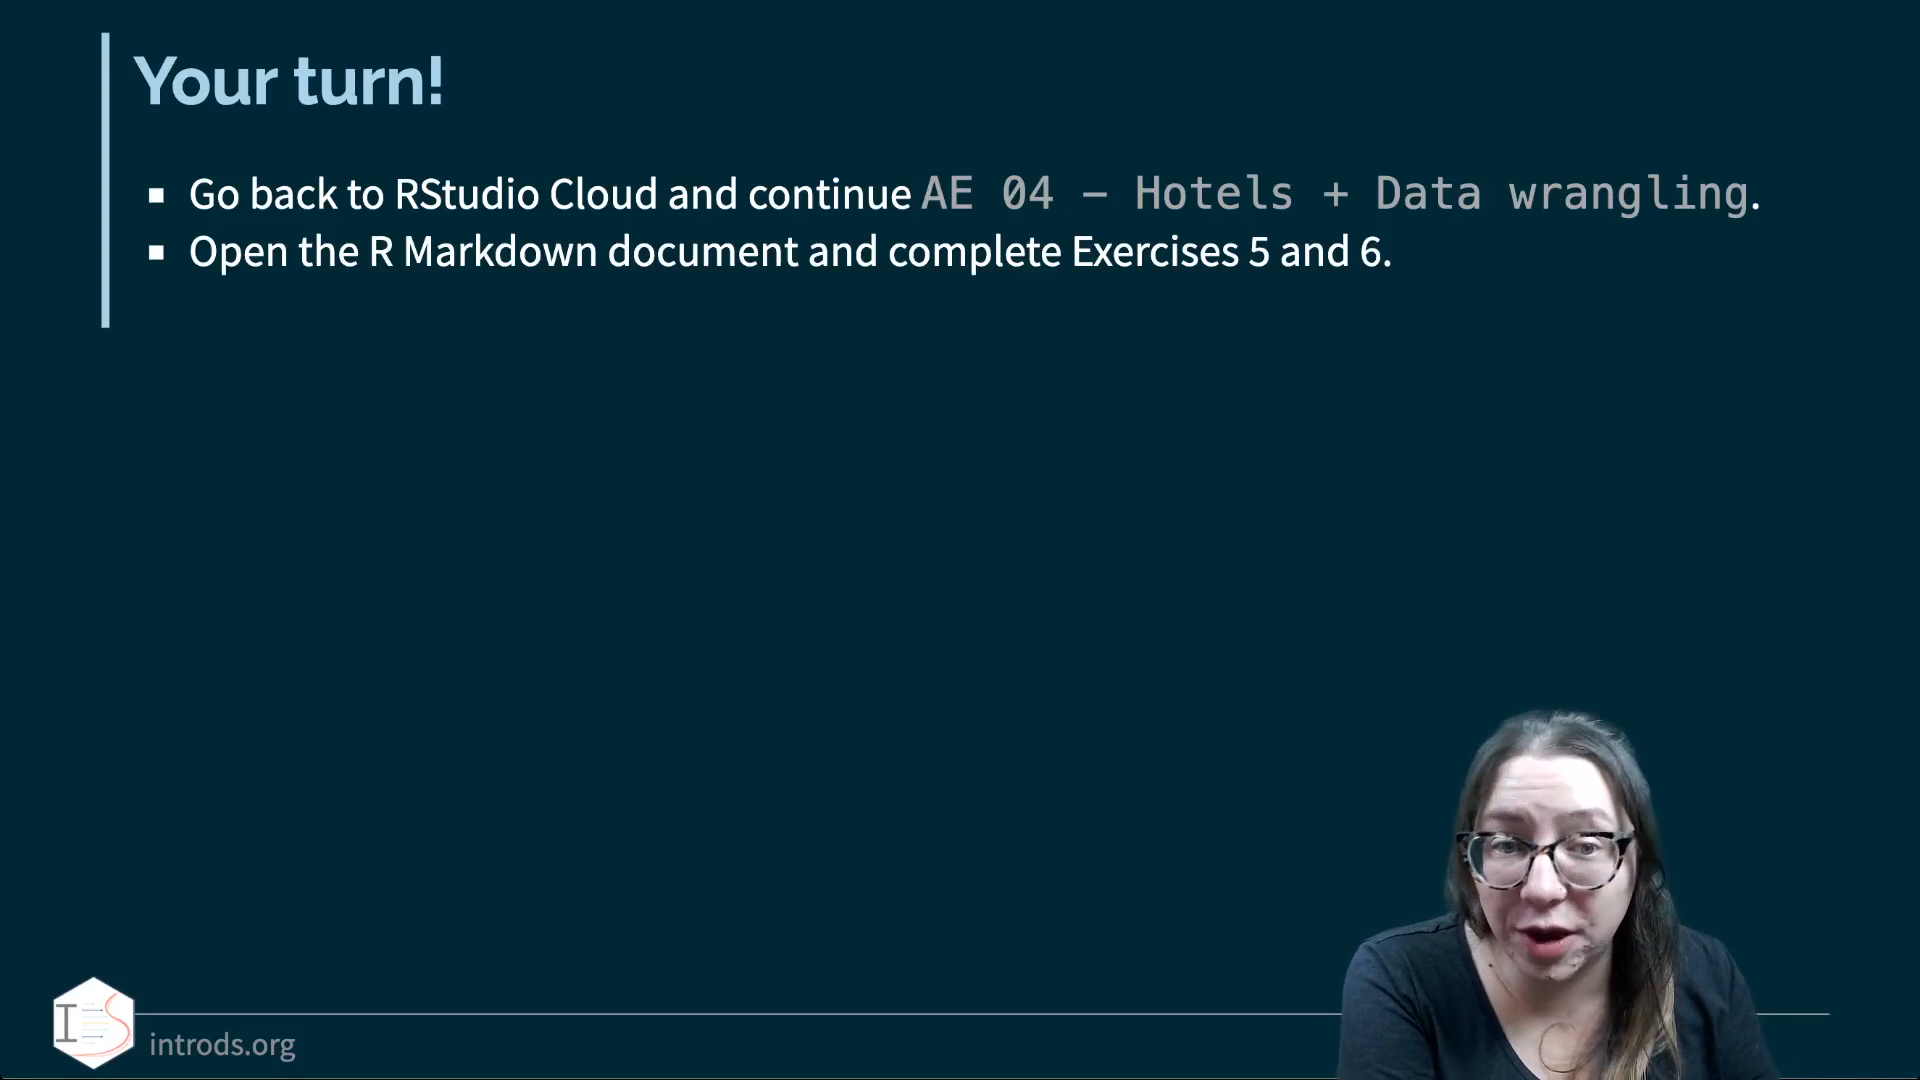 Your turn!
Go back to RStudio Cloud and continue AE 04 – Hotels + Data wrangling.
Open the R Markdown document and complete Exercises 5 and 6.
IDS
introds.org